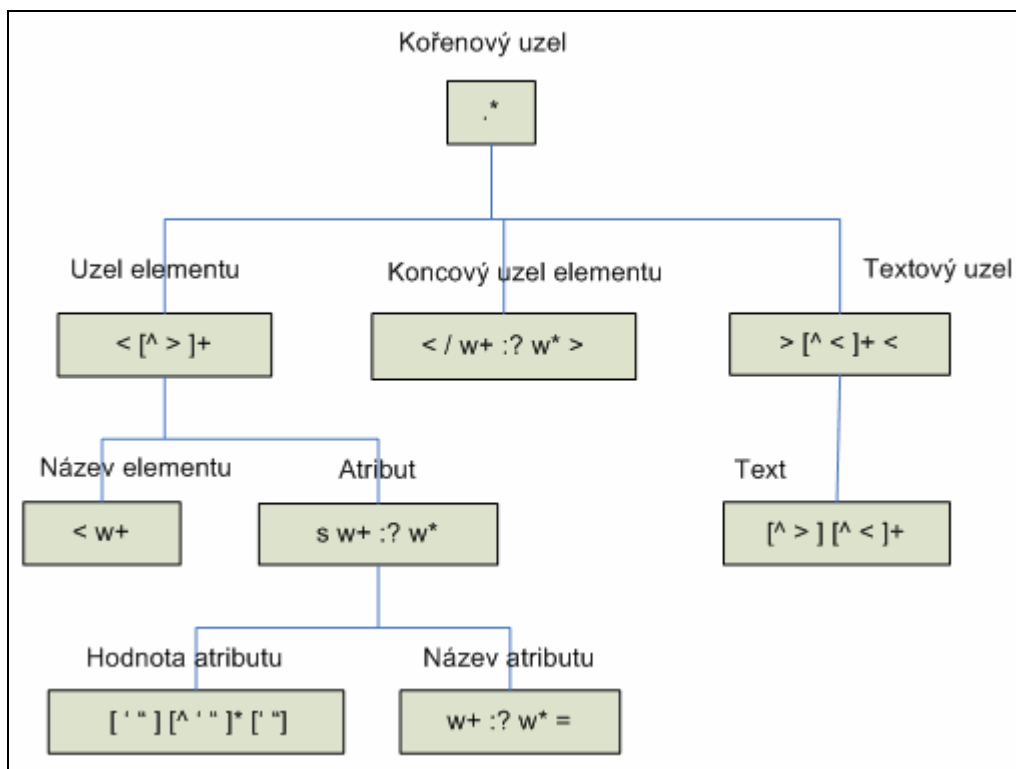 Kořenový uzel
.*
Uzel elementu
Koncový uzel elementu
Textový uzel
< [^ > ]+
< / w+ :? w* >
> [^ < ]+ <
Název elementu
Atribut
Text
< w+
s w+ :? w*
[^ > ] [^ < ]+
Hodnota atributu
Název atributu
[ ‘ “ ] [^ ‘ “ ]* [‘ “]
w+ :? w* =